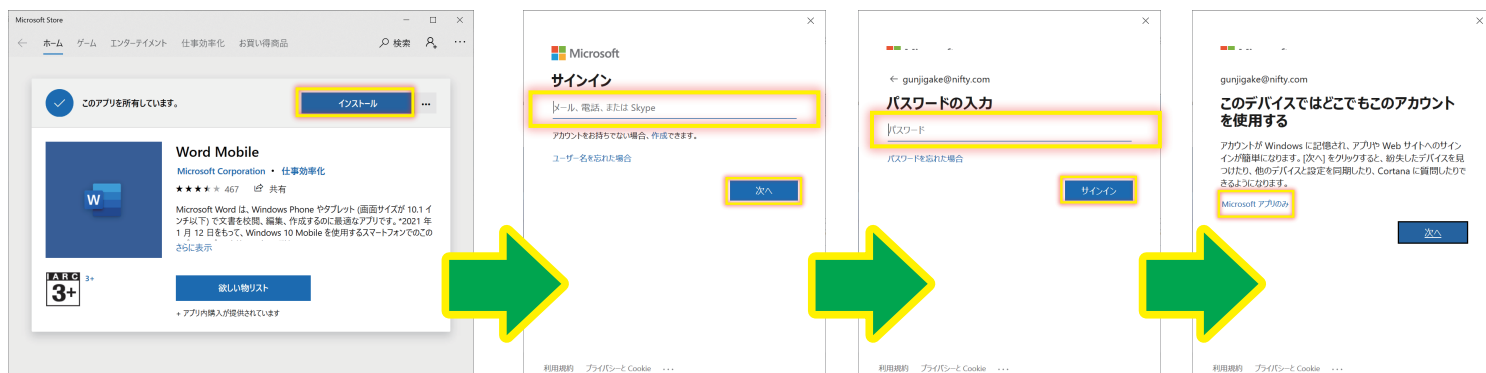 Microsoft Store
ホーム ゲーム エンターテイメント 仕事効率化 お買い得商品 検索
このアプリを所有しています。
インストール
Word Mobile
Microsoft Corporation • 仕事効率化
467 共有
Microsoft Word は、Windows Phone やタブレット (画面サイズが 10.1 イ
ンチ以下) で文書を校閲、編集、作成するのに最適なアプリです。*2021 年
1 月 12 日をもって、Windows 10 Mobile を使用するスマートフォンでのこの
さらに表示
W
IARC
3+
3+
欲しい物リスト
+ アプリ内購入が提供されています
Microsoft
サインイン
メール、電話、または Skype
アカウントをお持ちでない場合、作成できます。
ユーザー名を忘れた場合
次へ
利用規約 プライバシーと Cookie ...
← gunjigake@nifty.com
パスワードの入力
パスワード
パスワードを忘れた場合
サインイン
利用規約 プライバシーと Cookie ...
gunjigake@nifty.com
このデバイスではどこでもこのアカウント
を使用する
アカウントが Windows に記憶され、アプリや Web サイトへのサイン
インが簡単になります。[次へ] をクリックすると、紛失したデバイスを見
つけたり、他のデバイスと設定を同期したり、Cortana に質問したりで
きるようになります。
Microsoft アプリのみ
次へ
利用規約 プライバシーと Cookie ...